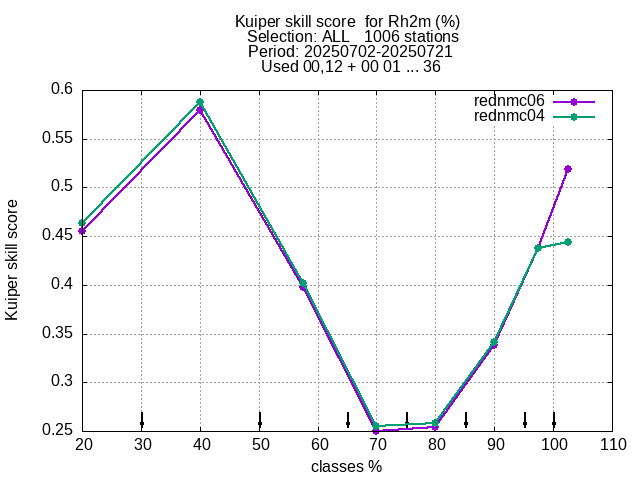 Kuiper skill score  for Rh2m (%)
Selection: ALL   1006 stations
Period: 20250702-20250721
Used 00,12 + 00 01 ... 36
rednmc06
rednmc04
0.6
0.55
0.5
0.45
0.4
0.35
0.3
0.25
Kuiper skill score
20 30 40 50 60 70 80 90 100 110
classes %